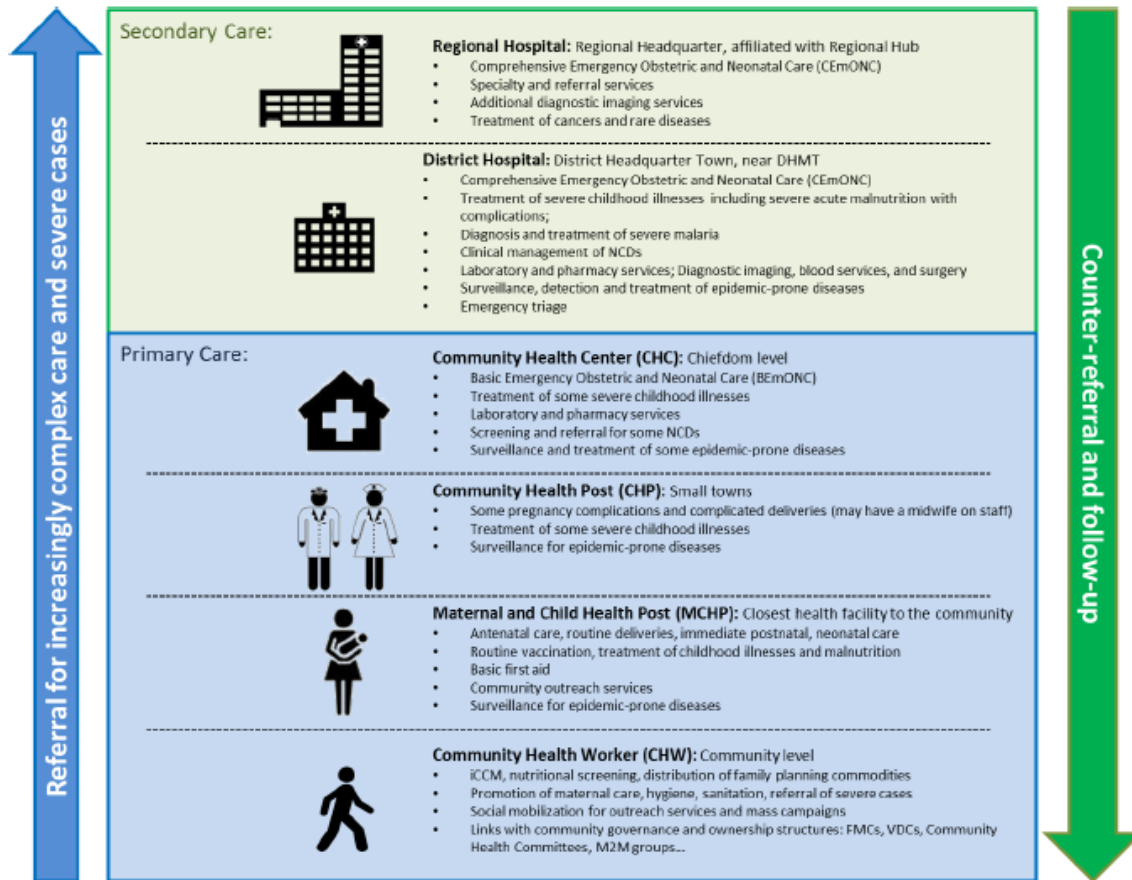 Referral for increasingly complex care and severe cases
Secondary Care:
Regional Hospital: Regional Headquarter, affiliated with Regional Hub
• Comprehensive Emergency Obstetric and Neonatal Care (CEmONC)
• Specialty and referral services
• Additional diagnostic imaging services
• Treatment of cancers and rare diseases
District Hospital: District Headquarter Town, near DHMT
• Comprehensive Emergency Obstetric and Neonatal Care (CEmONC)
• Treatment of severe childhood illnesses including severe acute malnutrition with
complications;
• Diagnosis and treatment of severe malaria
• Clinical management of NCDs
• Laboratory and pharmacy services; Diagnostic imaging, blood services, and surgery
• Surveillance, detection and treatment of epidemic-prone diseases
• Emergency triage
Primary Care:
Community Health Center (CHC): Chiefdom level
• Basic Emergency Obstetric and Neonatal Care (BEmONC)
• Treatment of some severe childhood illnesses
• Laboratory and pharmacy services
• Screening and referral for some NCDs
• Surveillance and treatment of some epidemic-prone diseases
Community Health Post (CHP): Small towns
• Some pregnancy complications and complicated deliveries (may have a midwife on staff)
• Treatment of some severe childhood illnesses
• Surveillance for epidemic-prone diseases
Maternal and Child Health Post (MCHP): Closest health facility to the community
• Antenatal care, routine deliveries, immediate postnatal, neonatal care
• Routine vaccination, treatment of childhood illnesses and malnutrition
• Basic first aid
• Community outreach services
• Surveillance for epidemic-prone diseases
Community Health Worker (CHW): Community level
• iCCM, nutritional screening, distribution of family planning commodities
• Promotion of maternal care, hygiene, sanitation, referral of severe cases
• Social mobilization for outreach services and mass campaigns
• Links with community governance and ownership structures: FMCs, VDCs, Community
Health Committees, M2M groups...
Counter-referral and follow-up